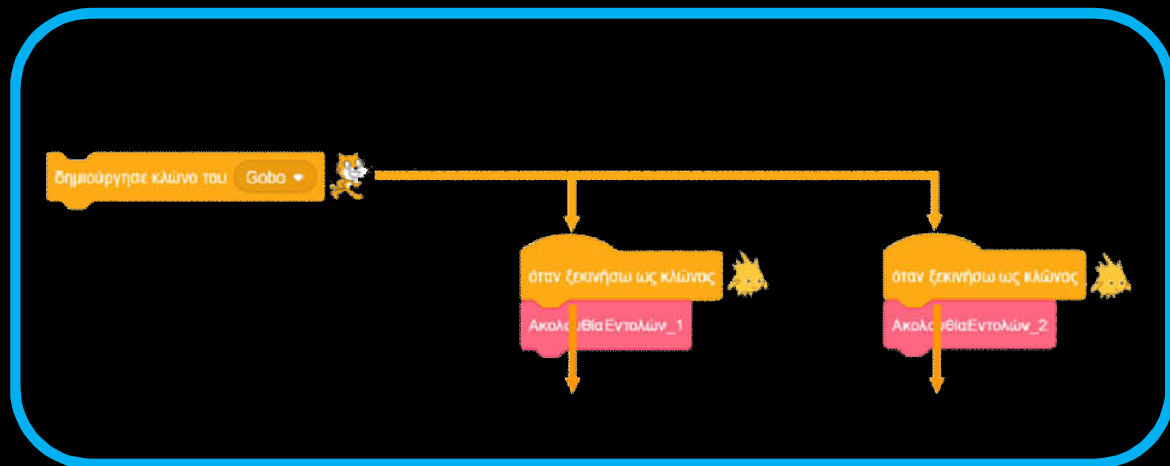 δημιούργησε κλώνο του Gobo
όταν ξεκινήσω ως κλώνος
ΑκολουθίαΕντολών_1
όταν ξεκινήσω ως κλώνος
ΑκολουθίαΕντολών_2